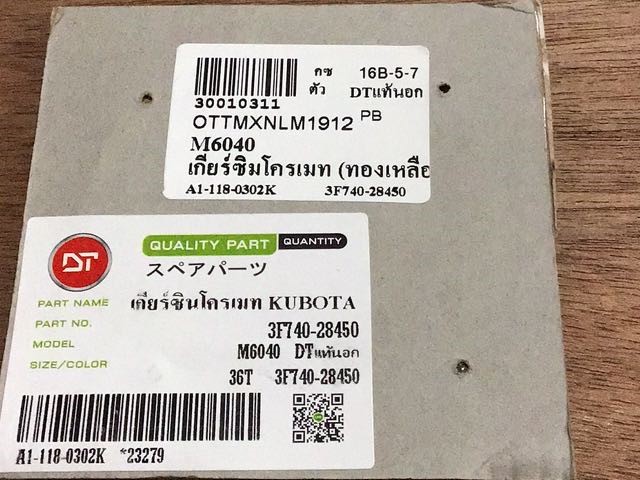 กซ 16B-5-7
ตัว DTแท้นอก
30010311
OTTMXNLM1912 PB
M6040
เกียร์ซิมโครเมท (ทองเหลือ
A1-118-0302K 3F740-28450
DT
QUALITY PART QUANTITY
スペアパーツ
PART NAME เกียร์ซินโครเมท KUBOTA
PART NO. 3F740-28450
MODEL M6040 DTแท้นอก
SIZE/COLOR 36T 3F740-28450
A1-118-0302K *23279